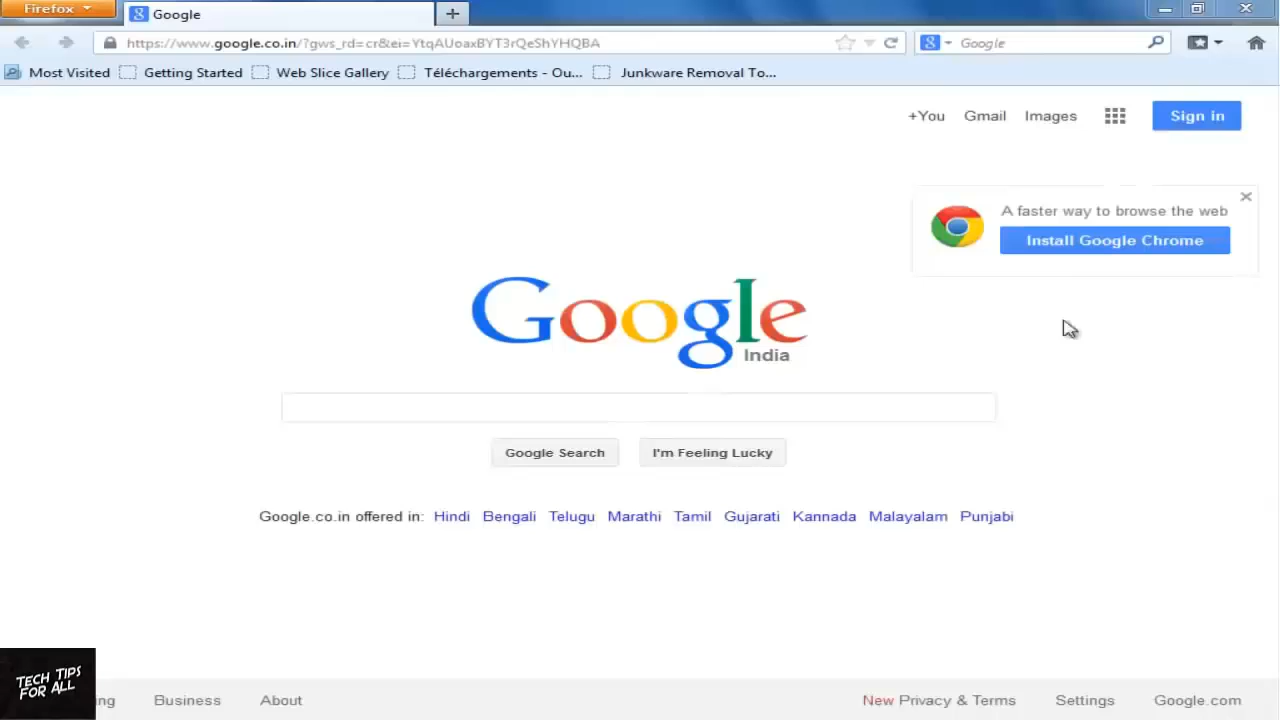 Firefox
Google
https://www.google.co.in/?gws_rd=cr&ei=YtqAUoaxBYT3rQeShYHQBA
Google
Most Visited Getting Started Web Slice Gallery Téléchargements - Ou... Junkware Removal To...
+You Gmail Images Sign in
A faster way to browse the web
Install Google Chrome
Google
India
Google Search I'm Feeling Lucky
Google.co.in offered in: Hindi Bengali Telugu Marathi Tamil Gujarati Kannada Malayalam Punjabi
TECH TIPS
FOR ALL
ng Business About New Privacy & Terms Settings Google.com